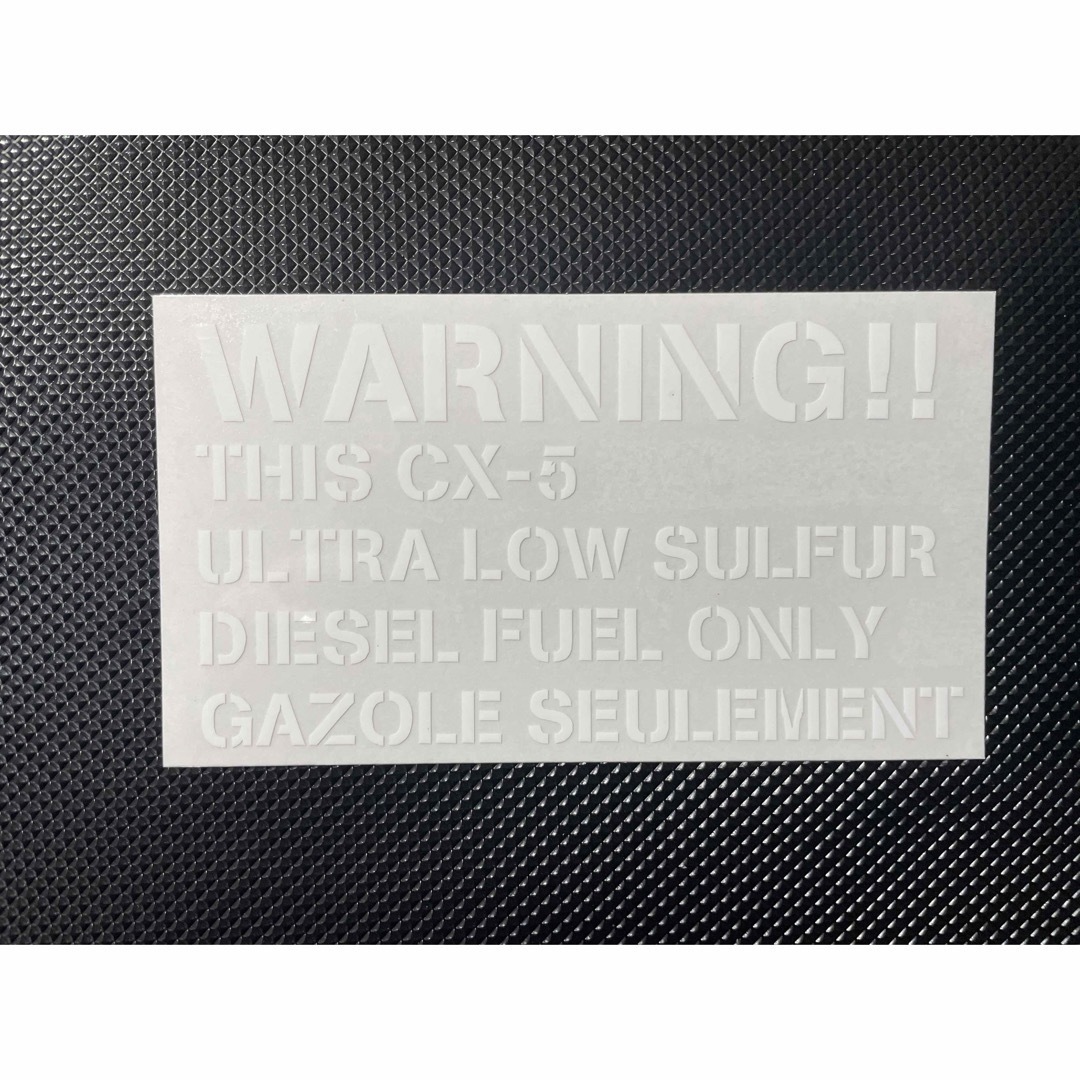 WARNING!!
THIS CX-5
ULTRA LOW SULFUR
DIESEL FUEL ONLY
GAZOLE SEULEMENT